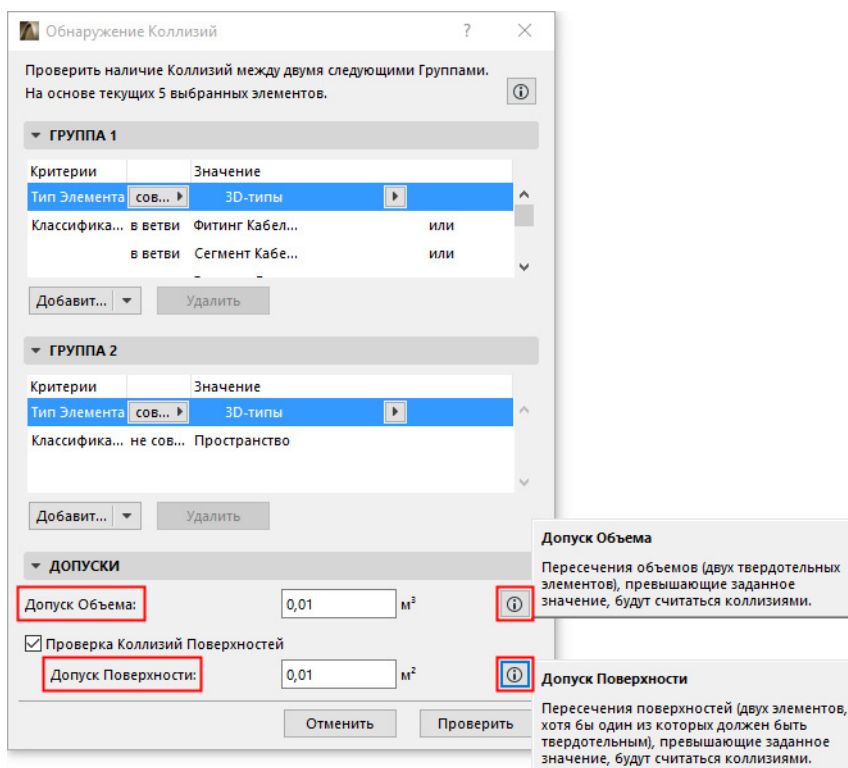 Обнаружение Коллизий
?
Проверить наличие Коллизий между двумя следующими Группами.
На основе текущих 5 выбранных элементов.
ГРУППА 1
Критерии Значение
Тип Элемента сов... 3D-типы
Классифика... в ветви Фитинг Кабел... или
в ветви Сегмент Кабе... или
Добавит... Удалить
ГРУППА 2
Критерии Значение
Тип Элемента сов... 3D-типы
Классифика... не сов... Пространство
Добавит... Удалить
ДОПУСКИ
Допуск Объема: 0,01 м³
Допуск Объема
Пересечения объемов (двух твердотельных
элементов), превышающие заданное
значение, будут считаться коллизиями.
Проверка Коллизий Поверхностей
Допуск Поверхности: 0,01 м²
Допуск Поверхности
Пересечения поверхностей (двух элементов,
хотя бы один из которых должен быть
твердотельным), превышающие заданное
значение, будут считаться коллизиями.
Отменить Проверить